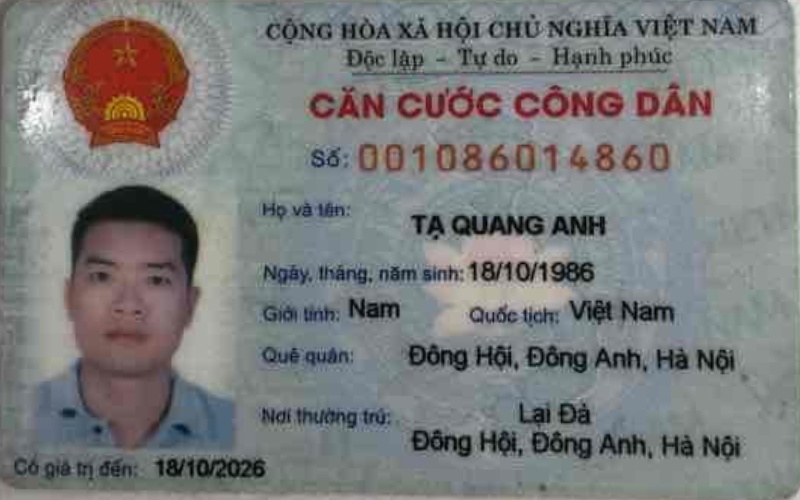 CỘNG HÒA XÃ HỘI CHỦ NGHĨA VIỆT NAM
Độc lập – Tự do – Hạnh phúc
CĂN CƯỚC CÔNG DÂN
Số: 001086014860
Họ và tên:
TẠ QUANG ANH
Ngày, tháng, năm sinh: 18/10/1986
Giới tính: Nam Quốc tịch: Việt Nam
Quê quán: Đông Hội, Đông Anh, Hà Nội
Nơi thường trú: Lại Đà
Đông Hội, Đông Anh, Hà Nội
Có giá trị đến: 18/10/2026